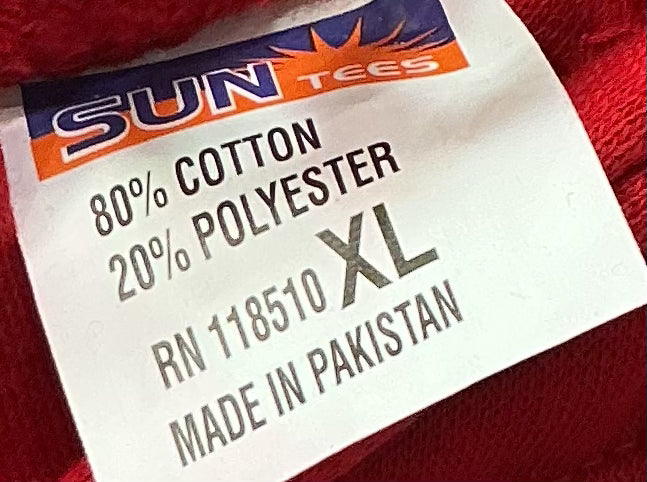 SUN TEES
80% COTTON
20% POLYESTER
RN 118510 XL
MADE IN PAKISTAN